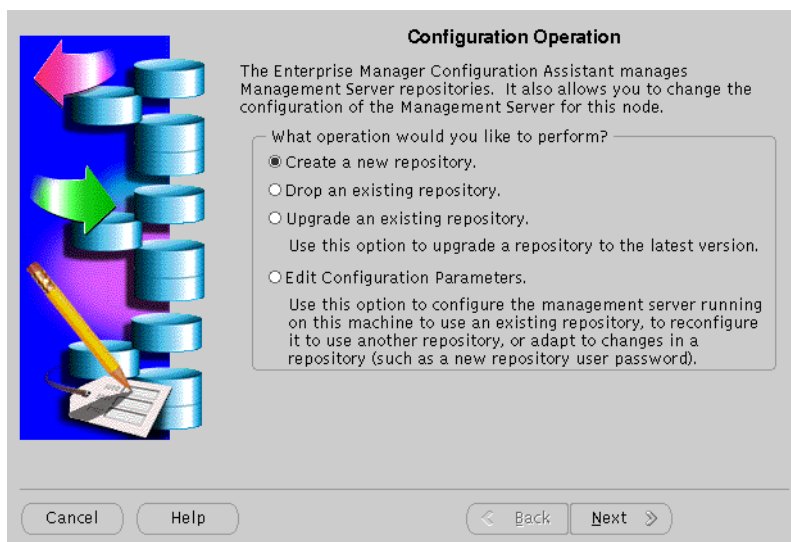 Configuration Operation
The Enterprise Manager Configuration Assistant manages
Management Server repositories. It also allows you to change the
configuration of the Management Server for this node.
What operation would you like to perform?
Create a new repository.
Drop an existing repository.
Upgrade an existing repository.
Use this option to upgrade a repository to the latest version.
Edit Configuration Parameters.
Use this option to configure the management server running
on this machine to use an existing repository, to reconfigure
it to use another repository, or adapt to changes in a
repository (such as a new repository user password).
Cancel Help Back Next